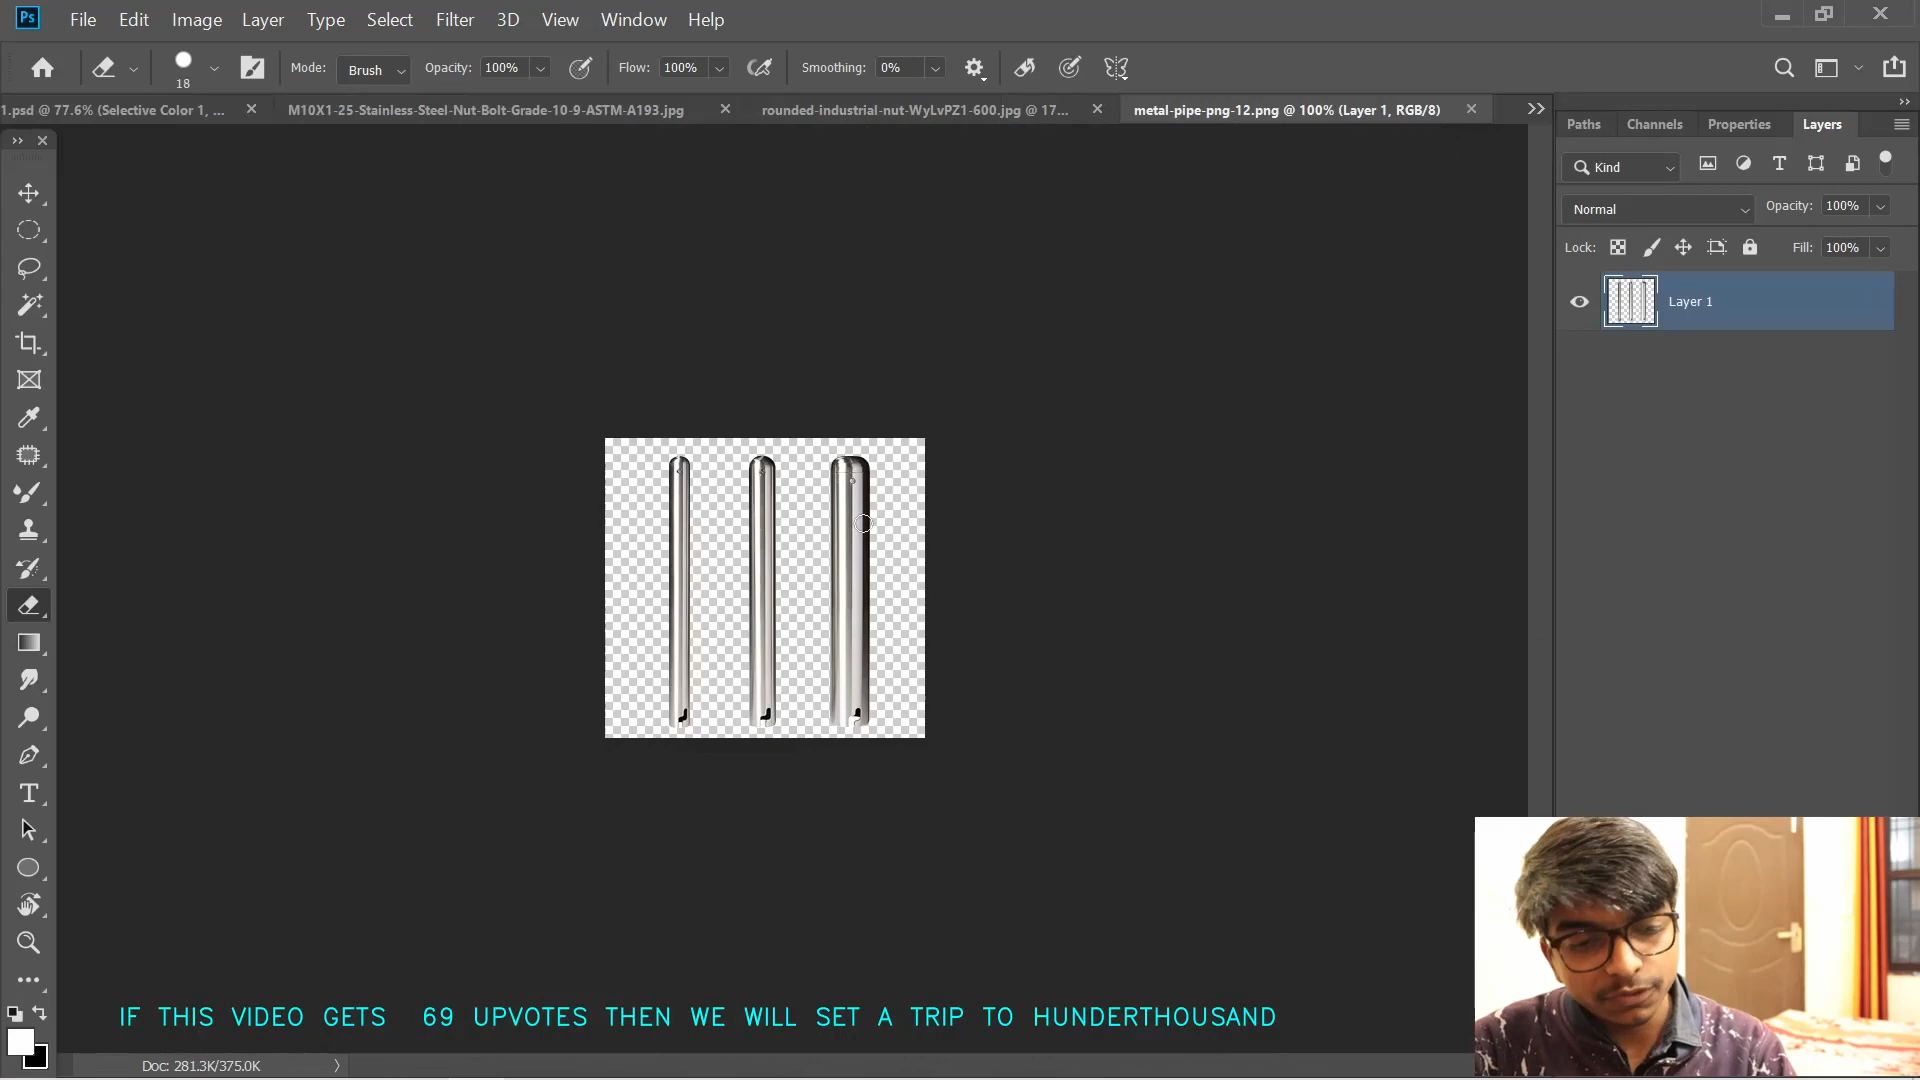 Ps File Edit Image Layer Type Select Filter 3D View Window Help
18 Mode: Brush Opacity: 100% Flow: 100% Smoothing: 0%
1.psd @ 77.6% (Selective Color 1, ... M10X1-25-Stainless-Steel-Nut-Bolt-Grade-10-9-ASTM-A193.jpg rounded-industrial-nut-WyLvPZ1-600.jpg @ 17... metal-pipe-png-12.png @ 100% (Layer 1, RGB/8)
Paths Channels Properties Layers
Kind
Normal Opacity: 100%
Lock: Fill: 100%
Layer 1
IF THIS VIDEO GETS 69 UPVOTES THEN WE WILL SET A TRIP TO HUNDERTHOUSAND
Doc: 281.3K/375.0K